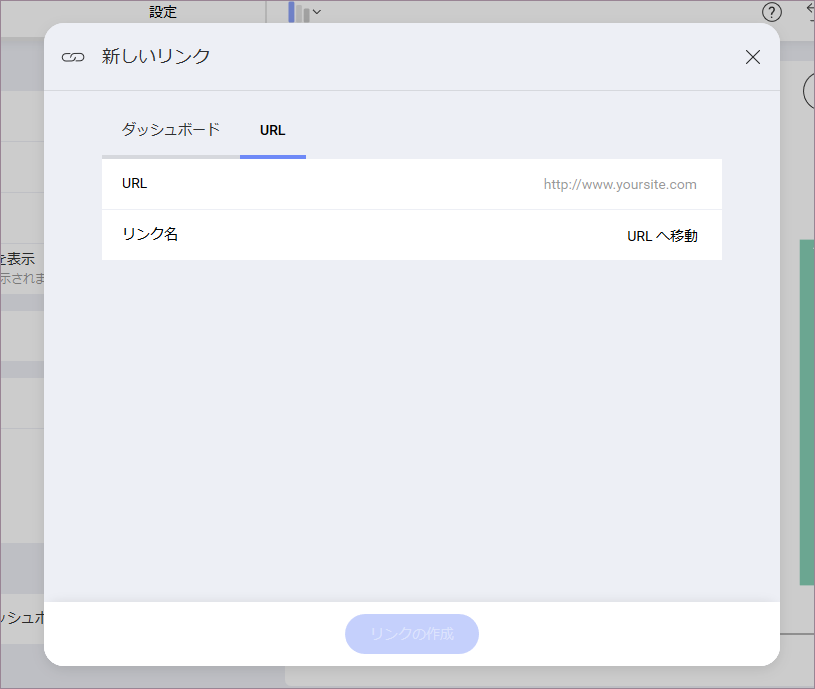 設定
新しいリンク
ダッシュボード URL
URL http://www.yoursite.com
リンク名 URL へ移動
を表示
示されま
ッシュボ
リンクの作成